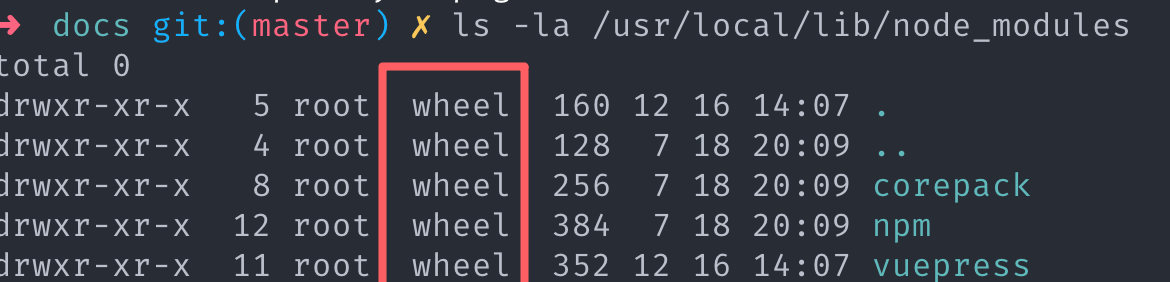 ➜ docs git:(master) ✗ ls -la /usr/local/lib/node_modules
total 0
drwxr-xr-x 5 root wheel 160 12 16 14:07 .
drwxr-xr-x 4 root wheel 128 7 18 20:09 ..
drwxr-xr-x 8 root wheel 256 7 18 20:09 corepack
drwxr-xr-x 12 root wheel 384 7 18 20:09 npm
drwxr-xr-x 11 root wheel 352 12 16 14:07 vuepress